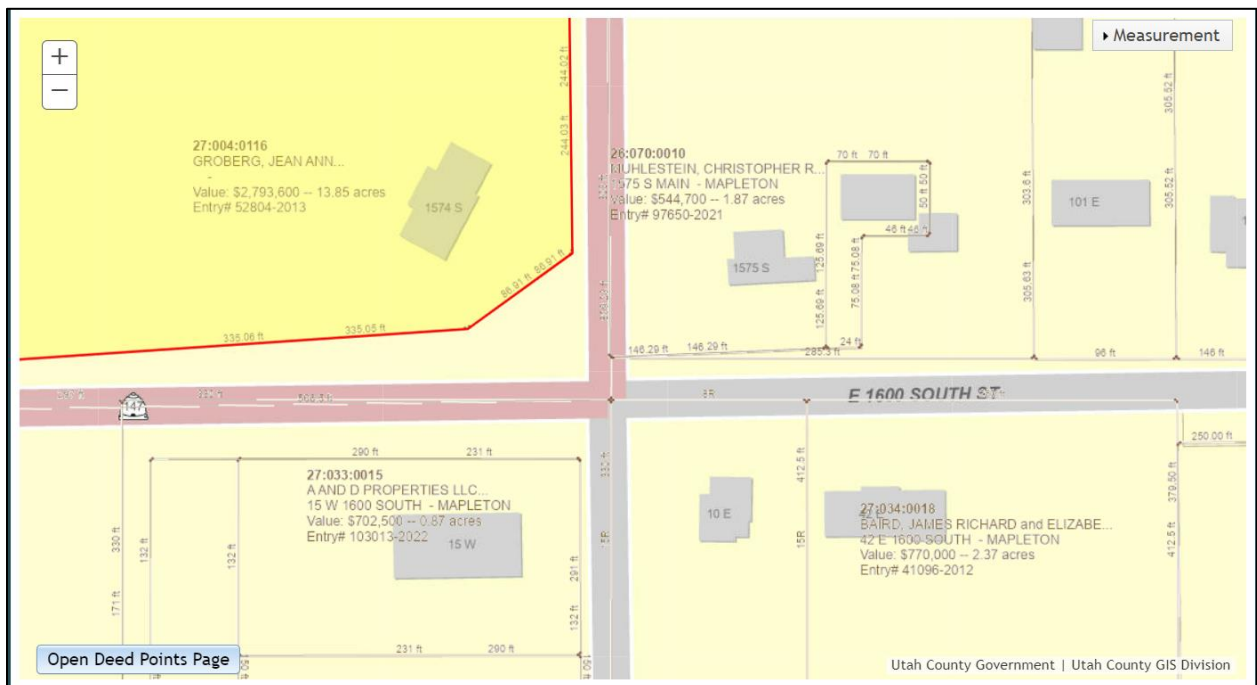 +
−
Measurement
27:004:0116
GROBERG, JEAN ANN...
-
Value: $2,793,600 -- 13.85 acres
Entry# 52804-2013
1574 S
244.02 ft
244.03 ft
86.91 ft 86.91 ft
335.06 ft
335.05 ft
26:070:0010
MUHLESTEIN, CHRISTOPHER R...
1575 S MAIN - MAPLETON
Value: $544,700 -- 1.87 acres
Entry# 97650-2021
1575 S
70 ft 70 ft
50 ft 50 ft
46 ft 46 ft
125.69 ft
125.69 ft
75.08 ft 75.08 ft
146.29 ft 146.29 ft
24 ft
285.3 ft
303.6 ft
305.63 ft
101 E
305.52 ft
305.52 ft
96 ft
146 ft
147
8R
E 1600 SOUTH ST
250.00 ft
290 ft
231 ft
27:033:0015
A AND D PROPERTIES LLC...
15 W 1600 SOUTH - MAPLETON
Value: $702,500 -- 0.87 acres
Entry# 103013-2022
15 W
330 ft
171 ft
132 ft
132 ft
291 ft
132 ft
231 ft
290 ft
150 ft
150 ft
330 ft
15R
10 E
412.5 ft
15R
42 E
27:034:0018
BAIRD, JAMES RICHARD and ELIZABE...
42 E 1600 SOUTH - MAPLETON
Value: $770,000 -- 2.37 acres
Entry# 41096-2012
379.50 ft
412.5 ft
Open Deed Points Page
Utah County Government | Utah County GIS Division